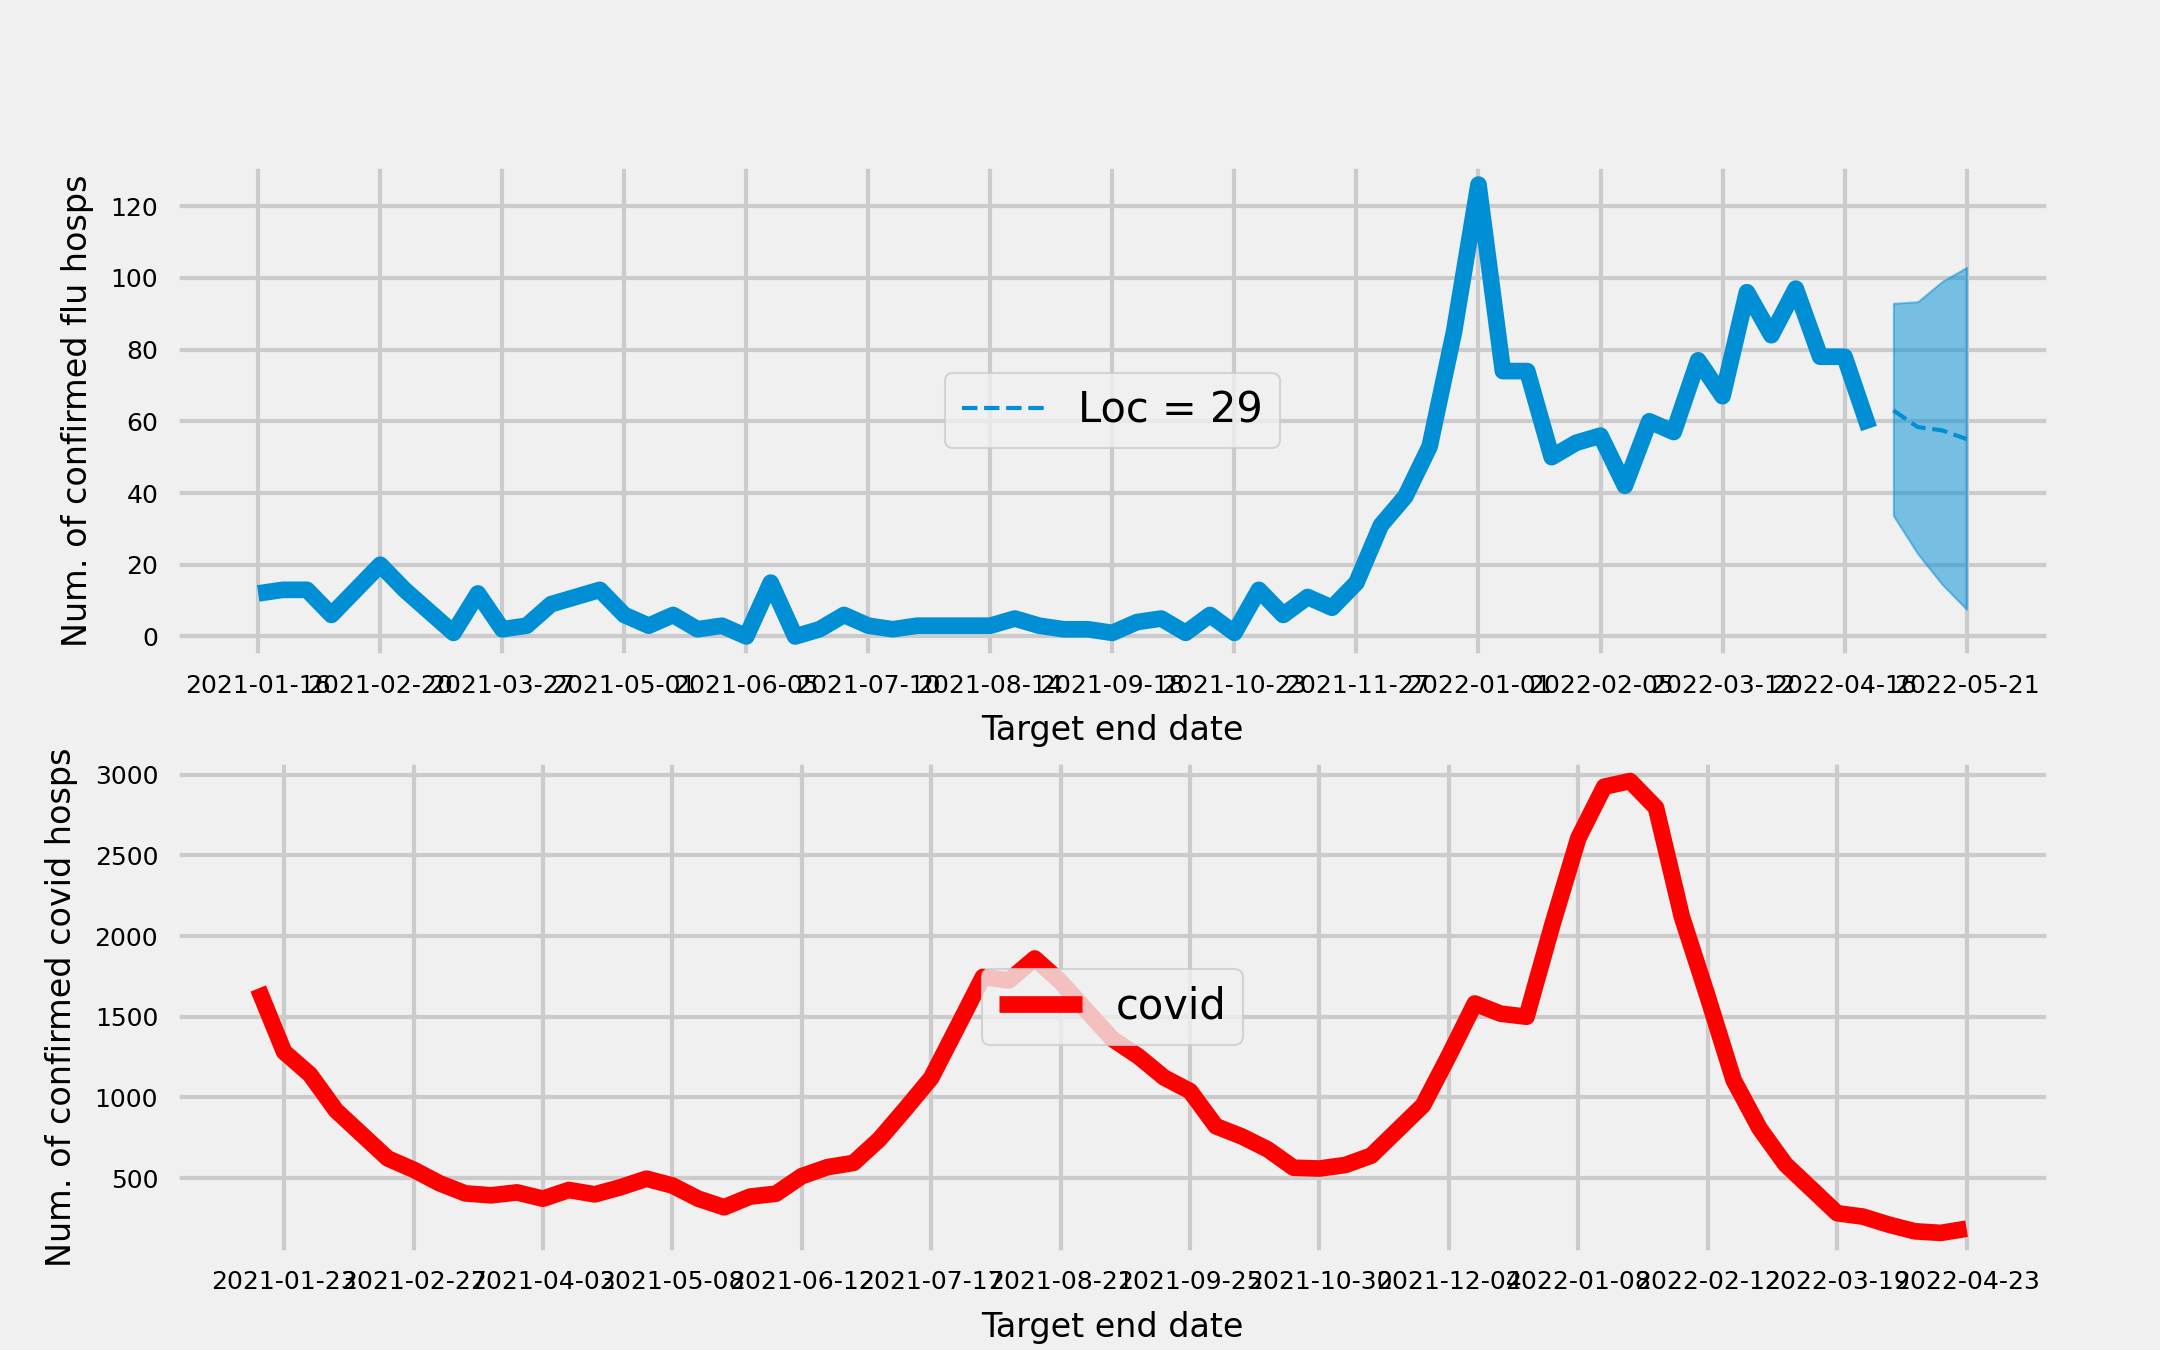 Num. of confirmed flu hosps
120
100
80
60
40
20
0
Loc = 29
2021-01-16 2021-02-20 2021-03-27 2021-05-01 2021-06-05 2021-07-10 2021-08-14 2021-09-18 2021-10-23 2021-11-27 2022-01-01 2022-02-05 2022-03-12 2022-04-16 2022-05-21
Target end date
Num. of confirmed covid hosps
3000
2500
2000
1500
1000
500
covid
2021-01-23 2021-02-27 2021-04-03 2021-05-08 2021-06-12 2021-07-17 2021-08-21 2021-09-25 2021-10-30 2021-12-04 2022-01-08 2022-02-12 2022-03-19 2022-04-23
Target end date